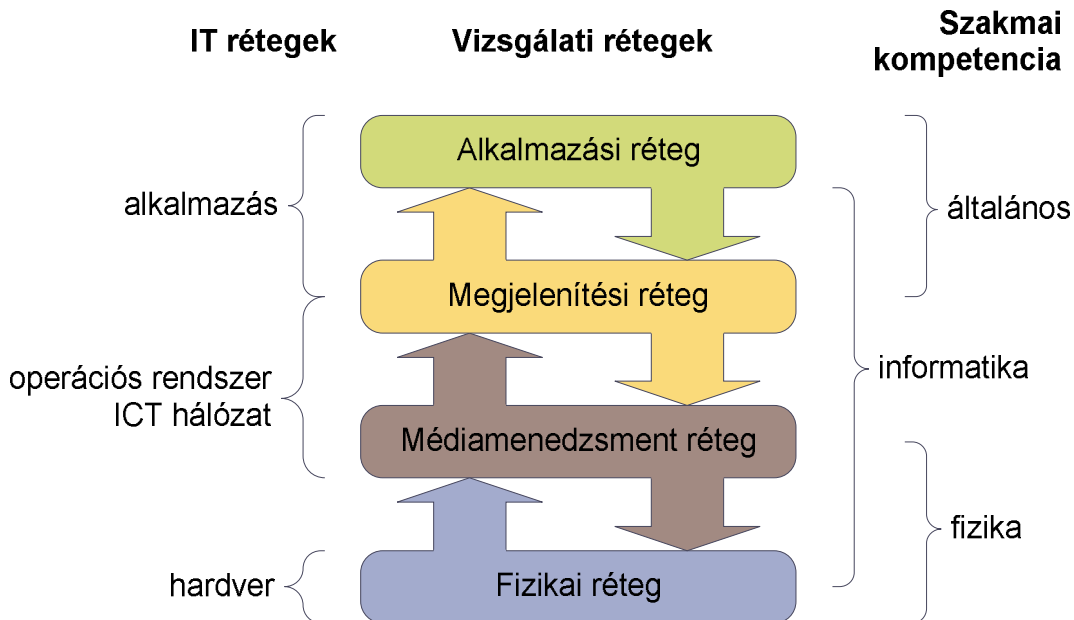 IT rétegek
Vizsgálati rétegek
Szakmai
kompetencia
Alkalmazási réteg
alkalmazás
általános
Megjelenítési réteg
operációs rendszer
ICT hálózat
informatika
Médiamenedzsment réteg
fizika
hardver
Fizikai réteg